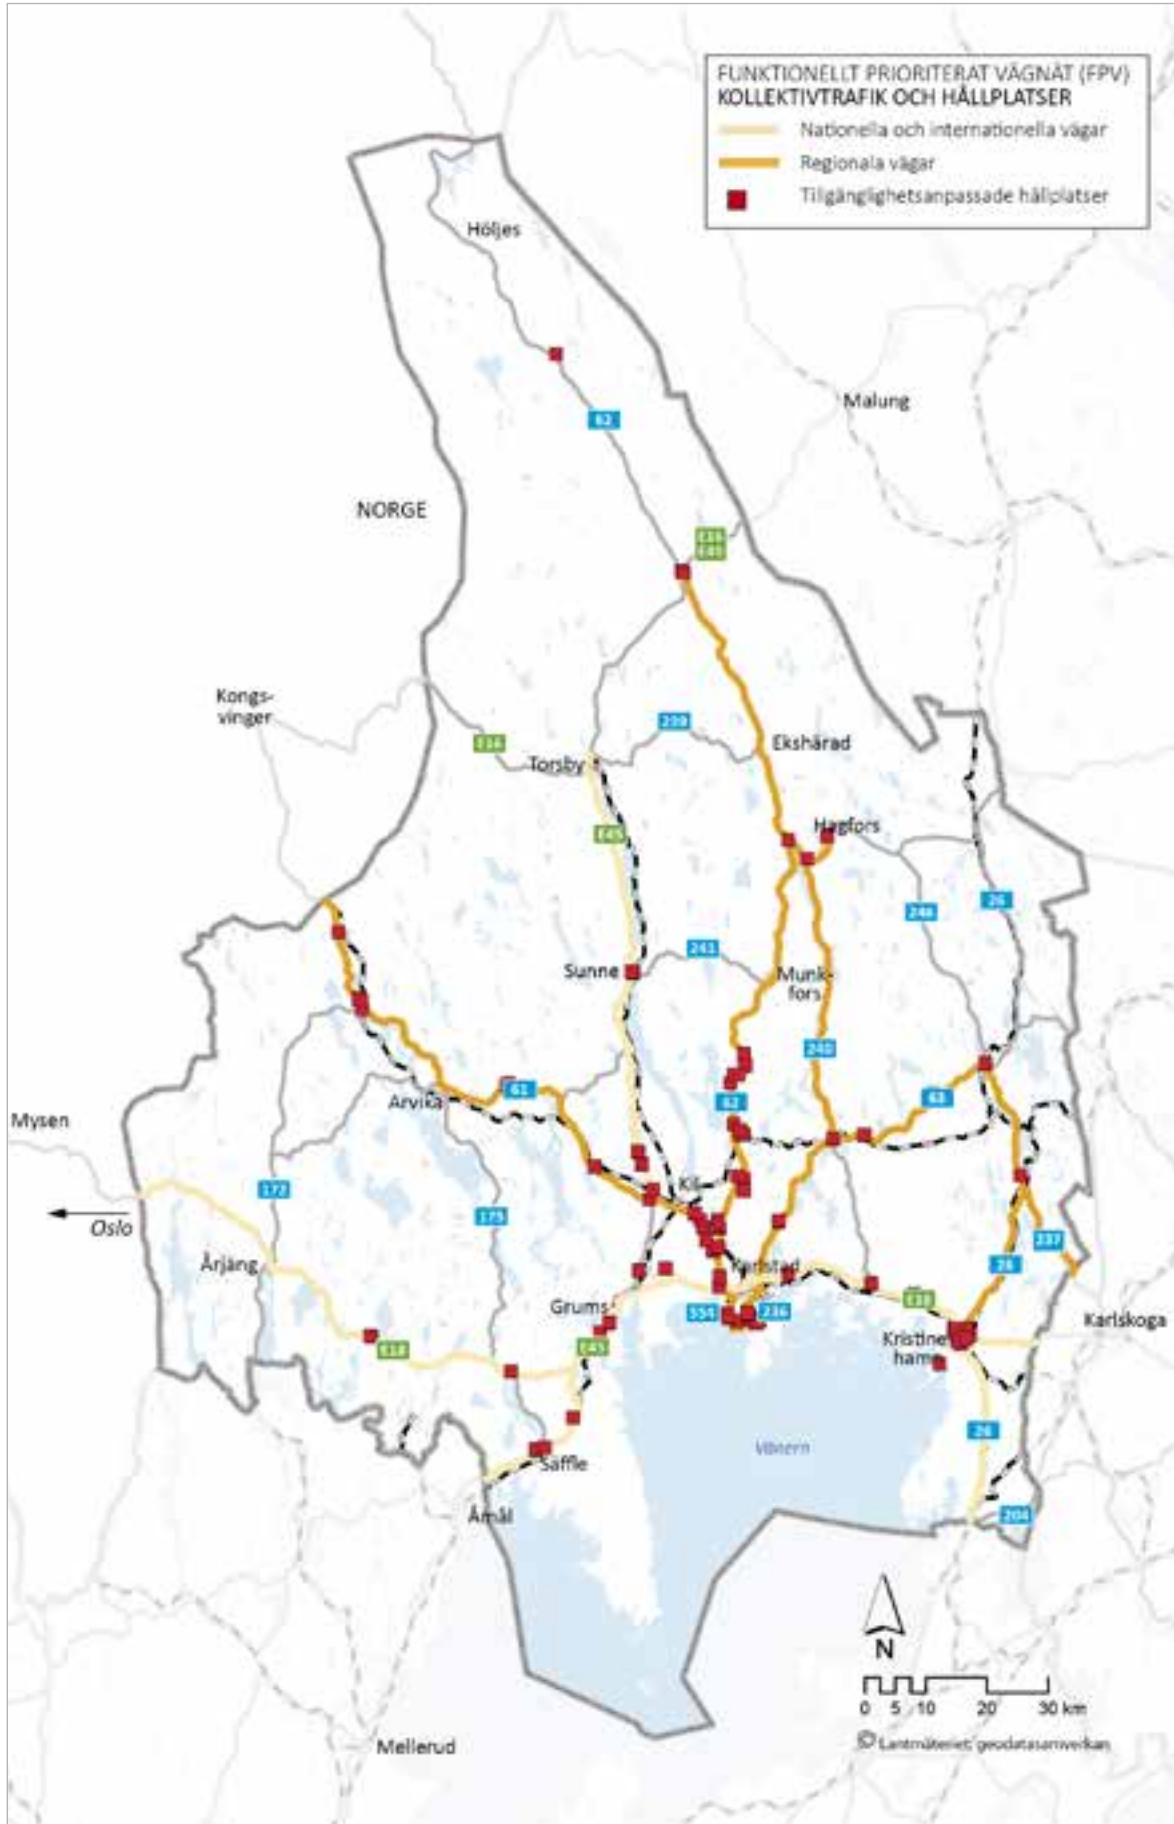 FUNKTIONELLT PRIORITERAT VÄGNÄT (FPV)
KOLLEKTIVTRAFIK OCH HÅLLPLATSER
Nationella och internationella vägar
Regionala vägar
Tillgänglighetsanpassade hållplatser
Höljes
62
Malung
NORGE
E16
E45
Kongs-
vinger
239
E16
Torsby
Ekshärad
E45
Hagfors
26
246
241
Sunne
Munk-
fors
240
61
63
62
Arvika
Mysen
172
Kil
175
Oslo
237
Årjäng
Karlstad
26
E18
Grums
554
236
Karlskoga
Kristine
hamn
E18
E45
26
Vänern
Säffle
Åmål
204
N
0 5 10 20 30 km
© Lantmäteriet, geodatasamverkan
Mellerud